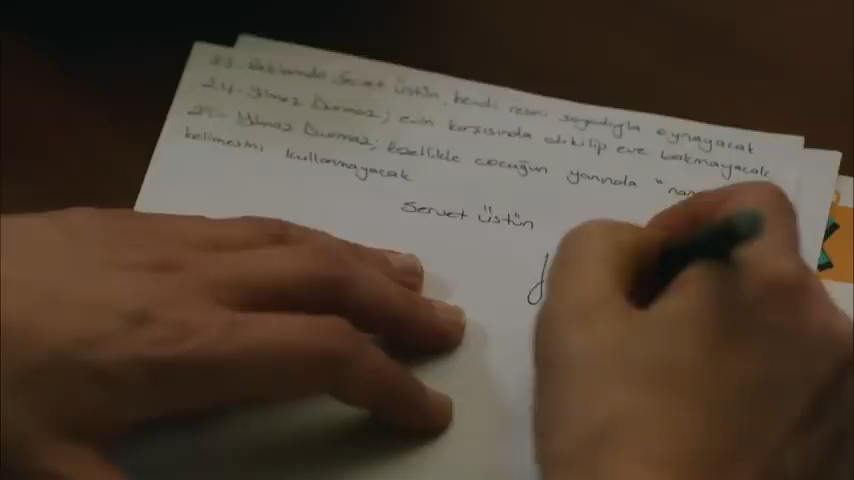 Servet Üstün, kendi resmi soyadıyla oynayacak
24- Yılmaz Durmaz; evin karşısında dikilip eve bakmayacak
25- Yılmaz Durmaz; özellikle çocuğun yanında "
kelimesini kullanmayacak
Servet Üstün